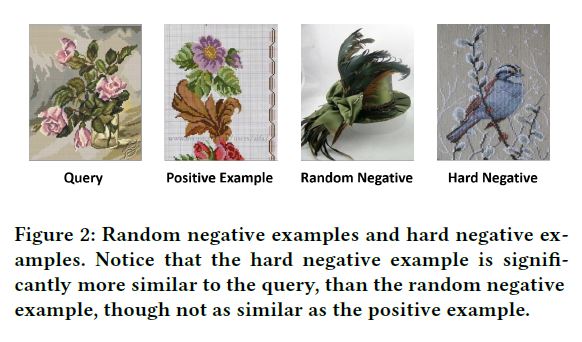 Query
Positive Example
Random Negative
Hard Negative
Figure 2: Random negative examples and hard negative ex-
amples. Notice that the hard negative example is signifi-
cantly more similar to the query, than the random negative
example, though not as similar as the positive example.